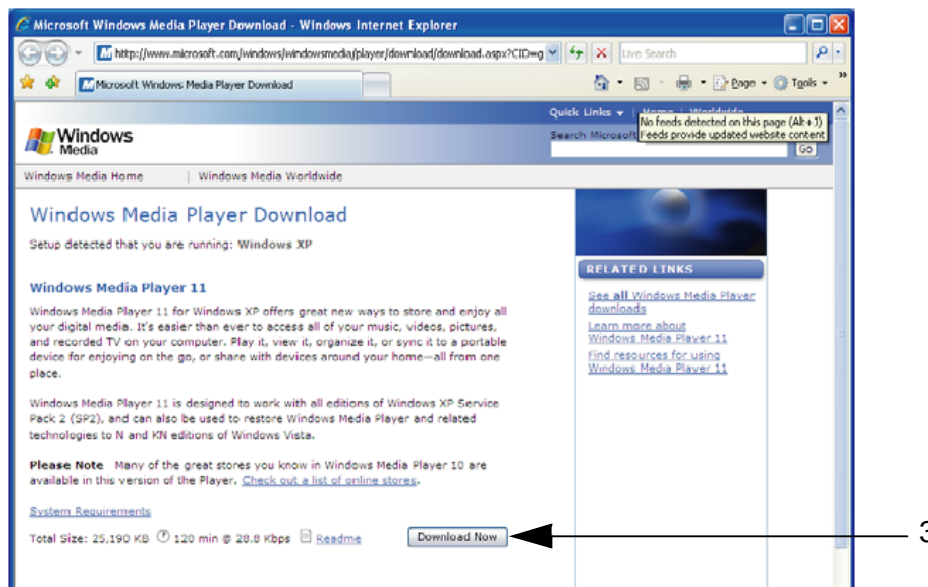 Microsoft Windows Media Player Download - Windows Internet Explorer
http://www.microsoft.com/windows/windowsmedia/player/download/download.aspx?CID=g
Live Search
Microsoft Windows Media Player Download
Page
Tools
»
Quick Links | Home | Worldwide
No feeds detected on this page (Alt+J)
Feeds provide updated website content
Windows
Media
Search Microsoft
Go
Windows Media Home | Windows Media Worldwide
Windows Media Player Download
Setup detected that you are running: Windows XP
Windows Media Player 11
Windows Media Player 11 for Windows XP offers great new ways to store and enjoy all
your digital media. It's easier than ever to access all of your music, videos, pictures,
and recorded TV on your computer. Play it, view it, organize it, or sync it to a portable
device for enjoying on the go, or share with devices around your home—all from one
place.
Windows Media Player 11 is designed to work with all editions of Windows XP Service
Pack 2 (SP2), and can also be used to restore Windows Media Player and related
technologies to N and KN editions of Windows Vista.
Please Note Many of the great stores you know in Windows Media Player 10 are
available in this version of the Player. Check out a list of online stores.
System Requirements
Total Size: 25,190 KB 120 min @ 28.8 Kbps Readme
Download Now
3
RELATED LINKS
See all Windows Media Player
downloads
Learn more about
Windows Media Player 11
Find resources for using
Windows Media Player 11